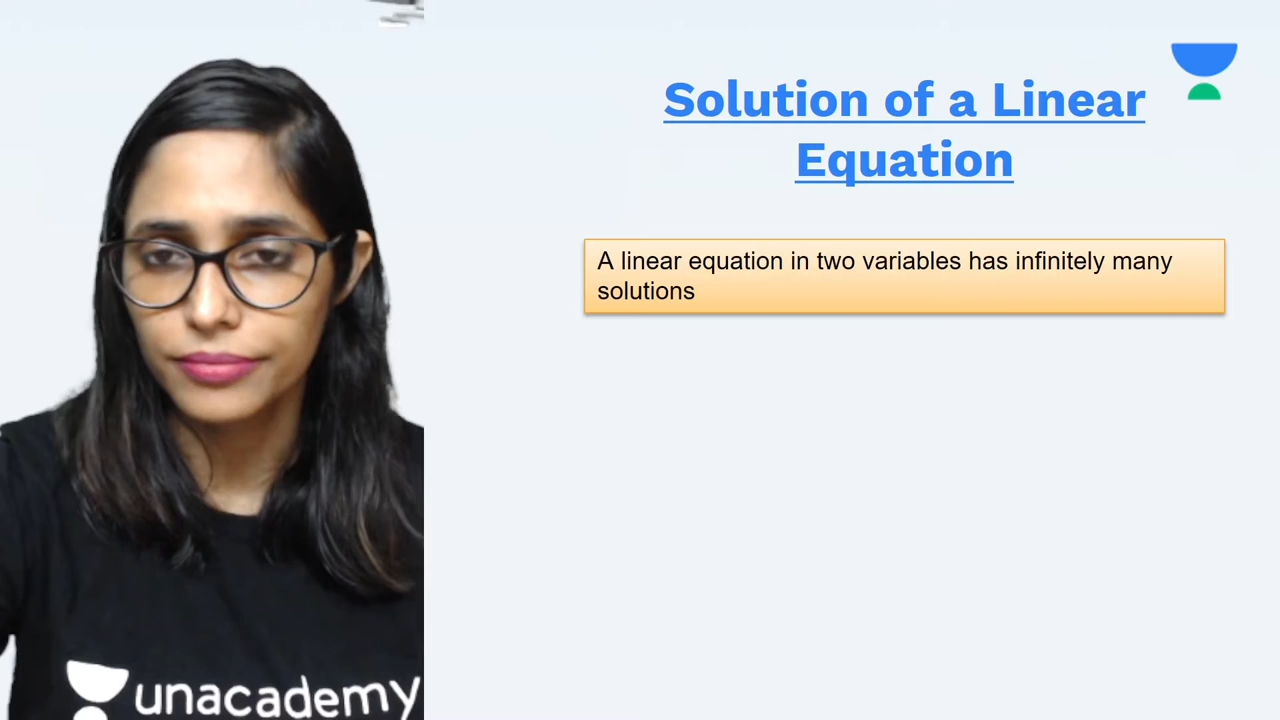 Solution of a Linear
Equation
A linear equation in two variables has infinitely many
solutions
unacademy